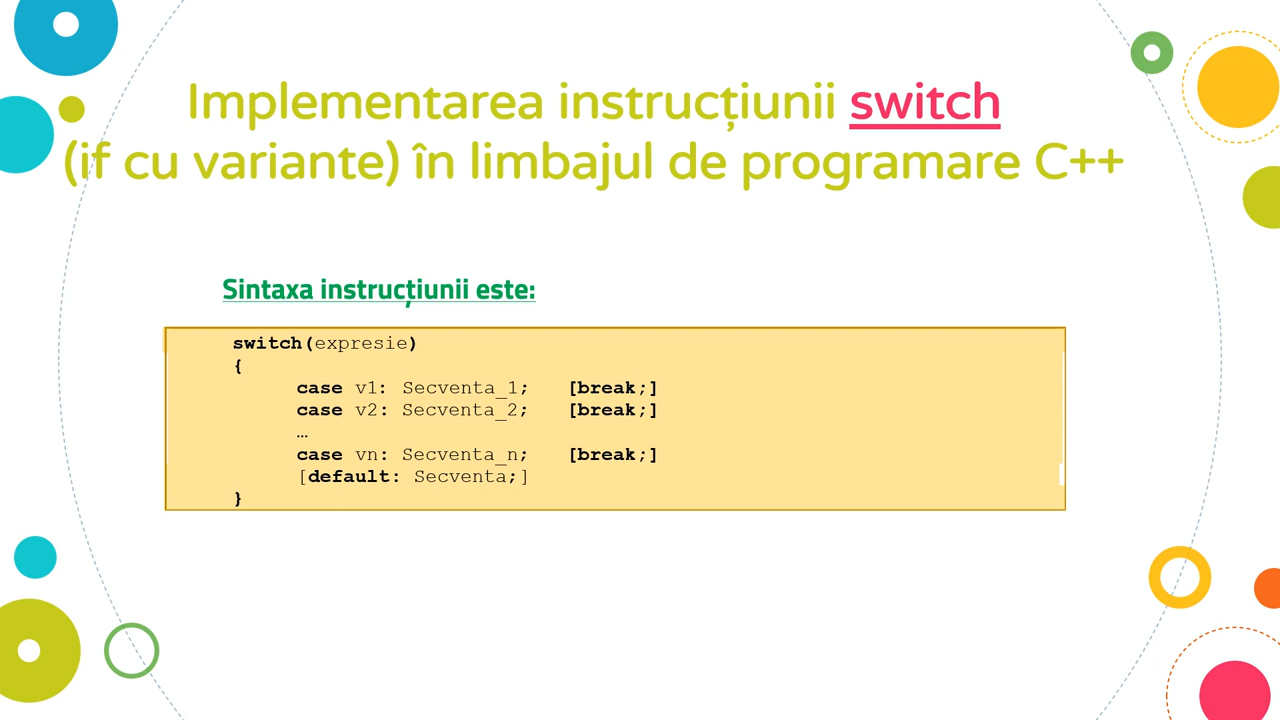 Implementarea instrucțiunii switch
(if cu variante) în limbajul de programare C++
Sintaxa instrucțiunii este:
switch(expresie)
{
case v1: Secventa_1; [break;]
case v2: Secventa_2; [break;]
…
case vn: Secventa_n; [break;]
[default: Secventa;]
}